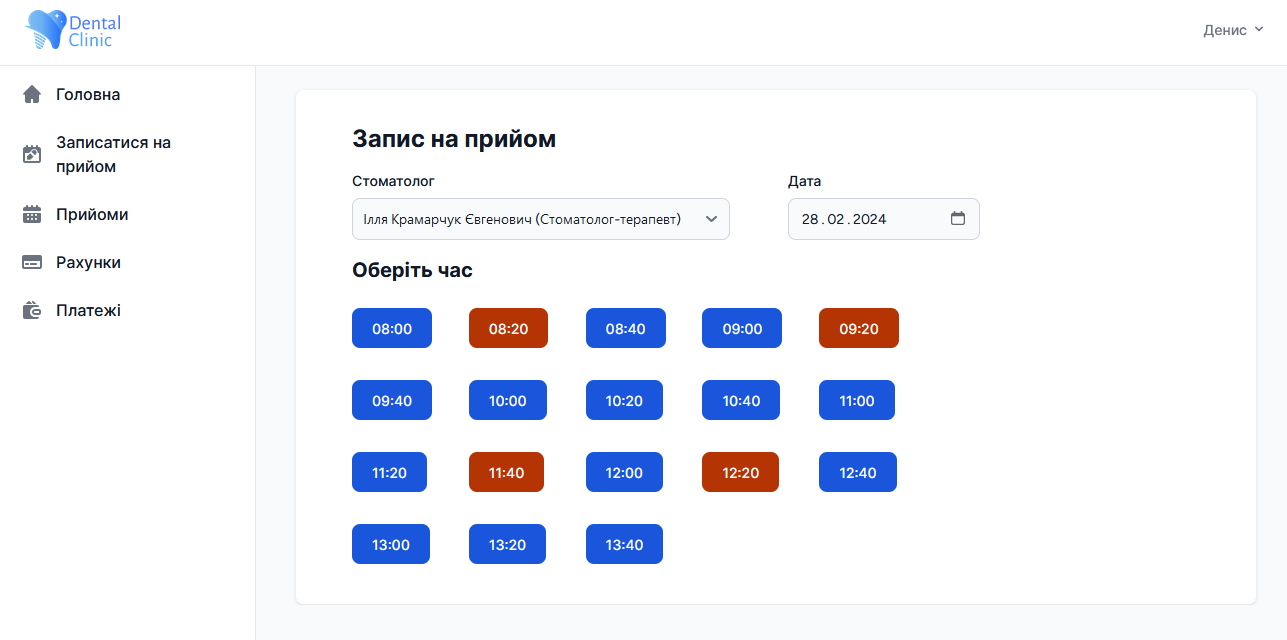 Dental
Clinic
Денис
Головна
Записатися на
прийом
Прийоми
Рахунки
Платежі
Запис на прийом
Стоматолог
Дата
Ілля Крамарчук Євгенович (Стоматолог-терапевт)
28.02.2024
Оберіть час
08:00 08:20 08:40 09:00 09:20
09:40 10:00 10:20 10:40 11:00
11:20 11:40 12:00 12:20 12:40
13:00 13:20 13:40